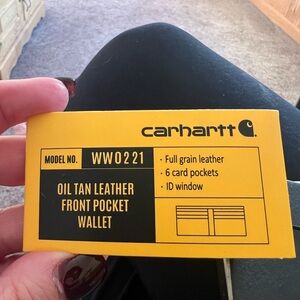 carhartt
MODEL NO. WW0221
OIL TAN LEATHER
FRONT POCKET
WALLET
· Full grain leather
· 6 card pockets
· ID window